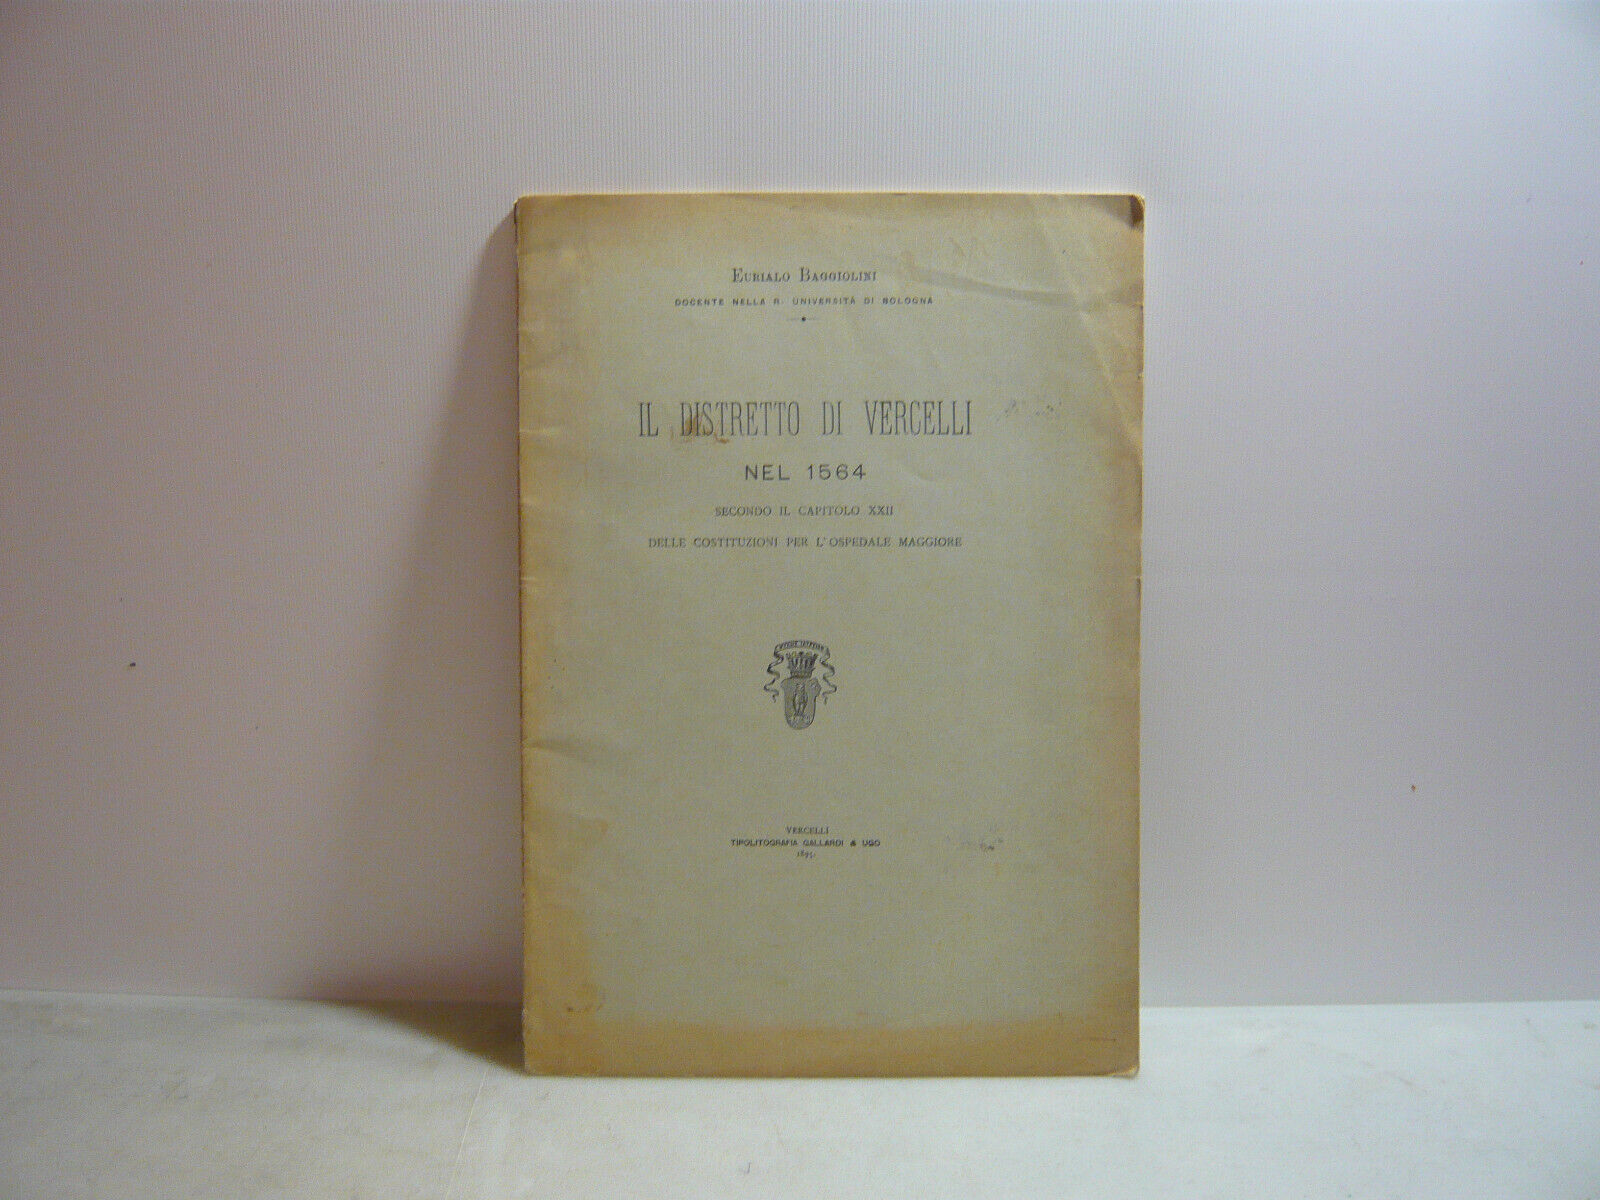 Eurialo Baggiolini
DOCENTE NELLA R. UNIVERSITÀ DI BOLOGNA
IL DISTRETTO DI VERCELLI
NEL 1564
SECONDO IL CAPITOLO XXII
DELLE COSTITUZIONI PER L'OSPEDALE MAGGIORE
VERCELLI
TIPOLITOGRAFIA GALLARDI & UGO
1895.